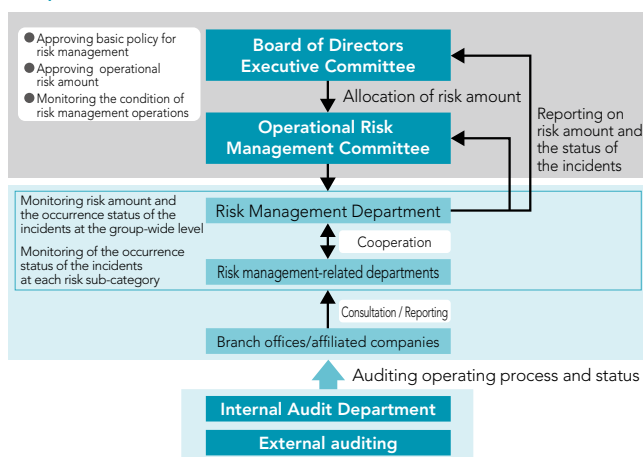 ● Approving basic policy for
risk management
● Approving operational
risk amount
● Monitoring the condition of
risk management operations
Board of Directors
Executive Committee
Allocation of risk amount
Operational Risk
Management Committee
Reporting on
risk amount and
the status of
the incidents
Monitoring risk amount and
the occurrence status of the
incidents at the group-wide level
Monitoring of the occurrence
status of the incidents
at each risk sub-category
Risk Management Department
Cooperation
Risk management-related departments
Consultation / Reporting
Branch offices/affiliated companies
Auditing operating process and status
Internal Audit Department
External auditing